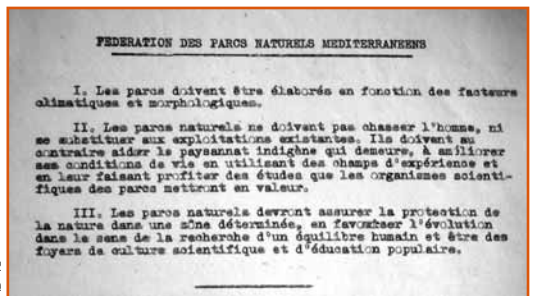 FEDERATION DES PARCS NATURELS MEDITERRANEENS
I. Les parcs doivent être élaborés en fonction des facteurs
climatiques et morphologiques.
II. Les parcs naturels ne doivent pas chasser l'homme, ni
se substituer aux exploitations existantes. Ils doivent au
contraire aider le paysannat indigène qui demeure, à améliorer
ses conditions de vie en utilisant des champs d'expérience et
en leur faisant profiter des études que les organismes scienti-
fiques des parcs mettront en valeur.
III. Les parcs naturels devront assurer la protection de
la nature dans une zône déterminée, en favoriser l'évolution
dans le sens de la recherche d'un équilibre humain et être des
foyers de culture scientifique et d'éducation populaire.